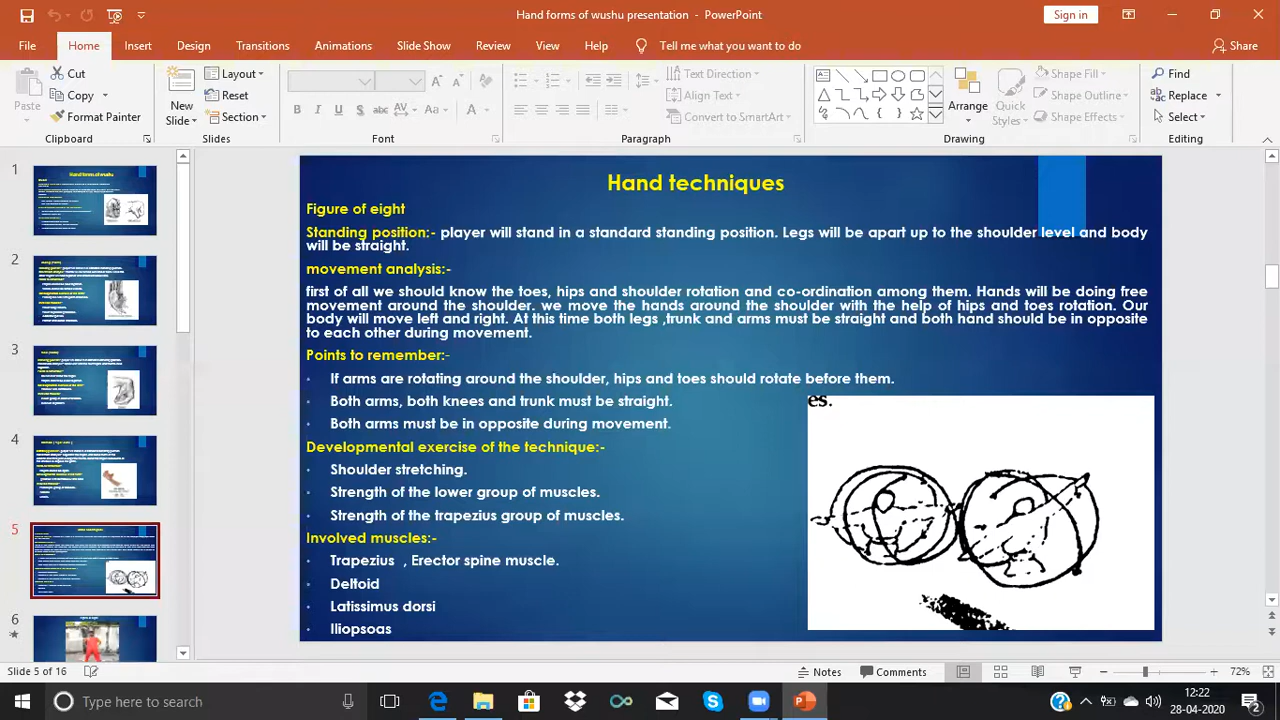 Hand forms of wushu presentation - PowerPoint
Sign in
File Home Insert Design Transitions Animations Slide Show Review View Help Tell me what you want to do Share
Paste
Cut
Copy
Format Painter
Clipboard
New Slide
Layout
Reset
Section
Slides
Font
Text Direction
Align Text
Convert to SmartArt
Paragraph
Arrange
Quick Styles
Shape Fill
Shape Outline
Shape Effects
Drawing
Find
Replace
Select
Editing
1
2
3
4
5
6
Hand techniques
Figure of eight
Standing position:- player will stand in a standard standing position. Legs will be apart up to the shoulder level and body
will be straight.
movement analysis:-
first of all we should know the toes, hips and shoulder rotation and co-ordination among them. Hands will be doing free
movement around the shoulder. we move the hands around the shoulder with the help of hips and toes rotation. Our
body will move left and right. At this time both legs ,trunk and arms must be straight and both hand should be in opposite
to each other during movement.
Points to remember:-
If arms are rotating around the shoulder, hips and toes should rotate before them.
Both arms, both knees and trunk must be straight.
Both arms must be in opposite during movement.
Developmental exercise of the technique:-
Shoulder stretching.
Strength of the lower group of muscles.
Strength of the trapezius group of muscles.
Involved muscles:-
Trapezius , Erector spine muscle.
Deltoid
Latissimus dorsi
Iliopsoas
es.
Slide 5 of 16
Notes
Comments
72%
Type here to search
12:22
28-04-2020
2